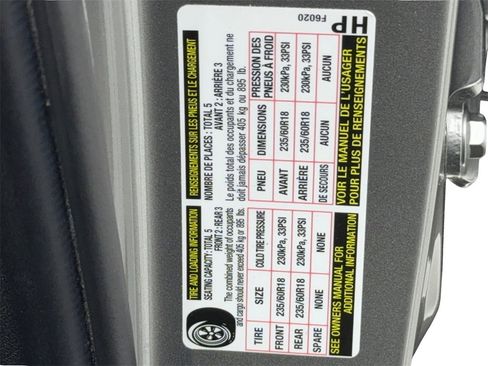 TIRE AND LOADING INFORMATION
SEATING CAPACITY: TOTAL 5
FRONT 2 : REAR 3
The combined weight of occupants
and cargo should never exceed 405 kg or 895 lbs.
TIRE SIZE COLD TIRE PRESSURE
FRONT 235/60R18 230kPa, 33PSI
REAR 235/60R18 230kPa, 33PSI
SPARE NONE NONE
SEE OWNERS MANUAL FOR
ADDITIONAL INFORMATION
RENSEIGNEMENTS SUR LES PNEUS ET LE CHARGEMENT
NOMBRE DE PLACES : TOTAL 5
AVANT 2 : ARRIÈRE 3
Le poids total des occupants et du chargement ne
doit jamais dépasser 405 kg ou 895 lb.
PNEU DIMENSIONS PRESSION DES
PNEUS À FROID
AVANT 235/60R18 230kPa, 33PSI
ARRIÈRE 235/60R18 230kPa, 33PSI
DE SECOURS AUCUN AUCUN
VOIR LE MANUEL DE L'USAGER
POUR PLUS DE RENSEIGNEMENTS
F6020
HP